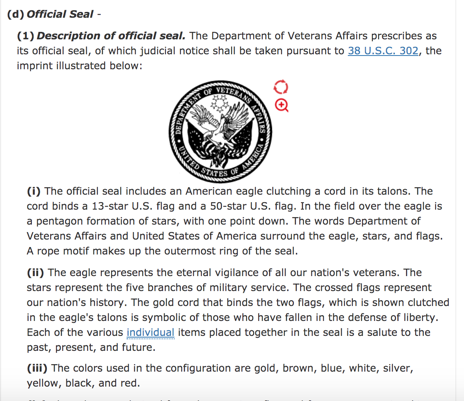 (d) Official Seal -
(1) Description of official seal. The Department of Veterans Affairs prescribes as
its official seal, of which judicial notice shall be taken pursuant to 38 U.S.C. 302, the
imprint illustrated below:
DEPARTMENT OF VETERANS AFFAIRS
UNITED STATES OF AMERICA
(i) The official seal includes an American eagle clutching a cord in its talons. The
cord binds a 13-star U.S. flag and a 50-star U.S. flag. In the field over the eagle is
a pentagon formation of stars, with one point down. The words Department of
Veterans Affairs and United States of America surround the eagle, stars, and flags.
A rope motif makes up the outermost ring of the seal.
(ii) The eagle represents the eternal vigilance of all our nation's veterans. The
stars represent the five branches of military service. The crossed flags represent
our nation's history. The gold cord that binds the two flags, which is shown clutched
in the eagle's talons is symbolic of those who have fallen in the defense of liberty.
Each of the various individual items placed together in the seal is a salute to the
past, present, and future.
(iii) The colors used in the configuration are gold, brown, blue, white, silver,
yellow, black, and red.